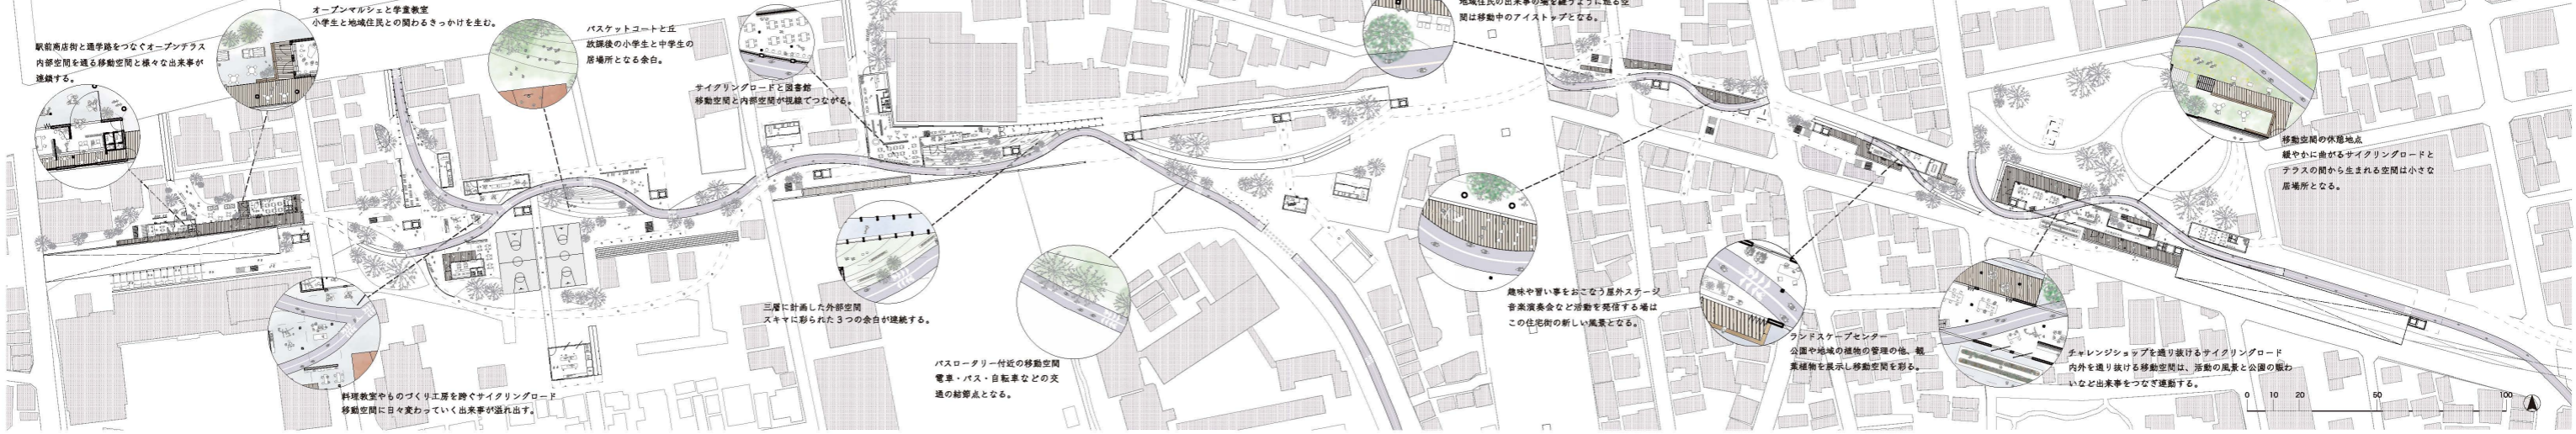 オープンマルシェと学童教室
小学生と地域住民との関わるきっかけを生む。
駅前商店街と通学路をつなぐオープンテラス
内部空間を通る移動空間と様々な出来事が
連鎖する。
バスケットコートと丘
放課後の小学生と中学生の
居場所となる余白。
サイクリングロードと図書館
移動空間と内部空間が視線でつながる。
地域住民の出来事の場を縫うように巡る空
間は移動中のアイストップとなる。
移動空間の休憩地点
緩やかに曲がるサイクリングロードと
テラスの間から生まれる空間は小さな
居場所となる。
料理教室やものづくり工房を跨ぐサイクリングロード
移動空間に日々変わっていく出来事が溢れ出す。
三層に計画した外部空間
スキマに彩られた3つの余白が連続する。
バスロータリー付近の移動空間
電車・バス・自転車などの交
通の結節点となる。
趣味や習い事をおこなう屋外ステージ
音楽演奏会など活動を発信する場は
この住宅街の新しい風景となる。
ランドスケープセンター
公園や地域の植物の管理の他、観
葉植物を展示し移動空間を彩る。
チャレンジショップを通り抜けるサイクリングロード
内外を通り抜ける移動空間は、活動の風景と公園の賑わ
いなど出来事をつなぎ連動する。
0 10 20 50 100